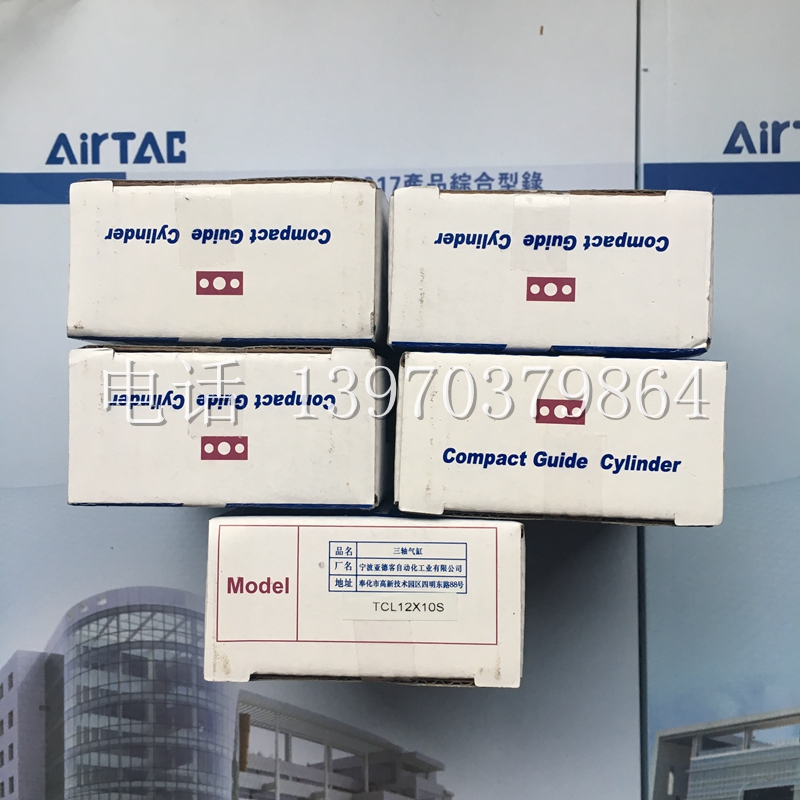 AirTAC
AirT
2017產品綜合型錄
Compact Guide Cylinder
Compact Guide Cylinder
Compact Guide Cylinder
电话 13970379864
Compact Guide Cylinder
Model
品名 三轴气缸
厂名 宁波亚德客自动化工业有限公司
地址 奉化市高新技术园区四明东路88号
TCL12X10S